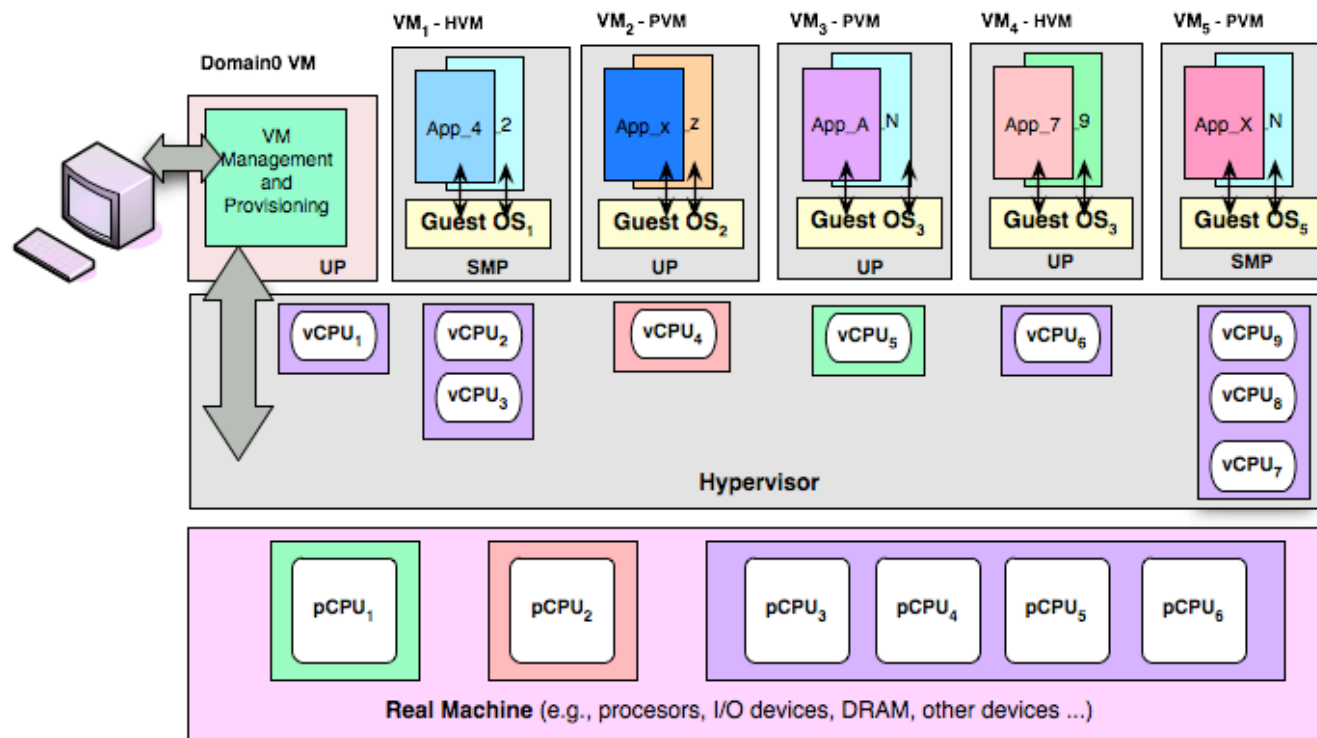 VM1 - HVM
VM2 - PVM
VM3 - PVM
VM4 - HVM
VM5 - PVM
Domain0 VM
VM
Management
and
Provisioning
UP
App_4
_2
Guest OS1
SMP
App_x
_z
Guest OS2
UP
App_A
_N
Guest OS3
UP
App_7
_9
Guest OS3
UP
App_X
_N
Guest OS5
SMP
vCPU1
vCPU2
vCPU3
vCPU4
vCPU5
vCPU6
vCPU9
vCPU8
vCPU7
Hypervisor
pCPU1
pCPU2
pCPU3
pCPU4
pCPU5
pCPU6
Real Machine (e.g., procesors, I/O devices, DRAM, other devices ...)